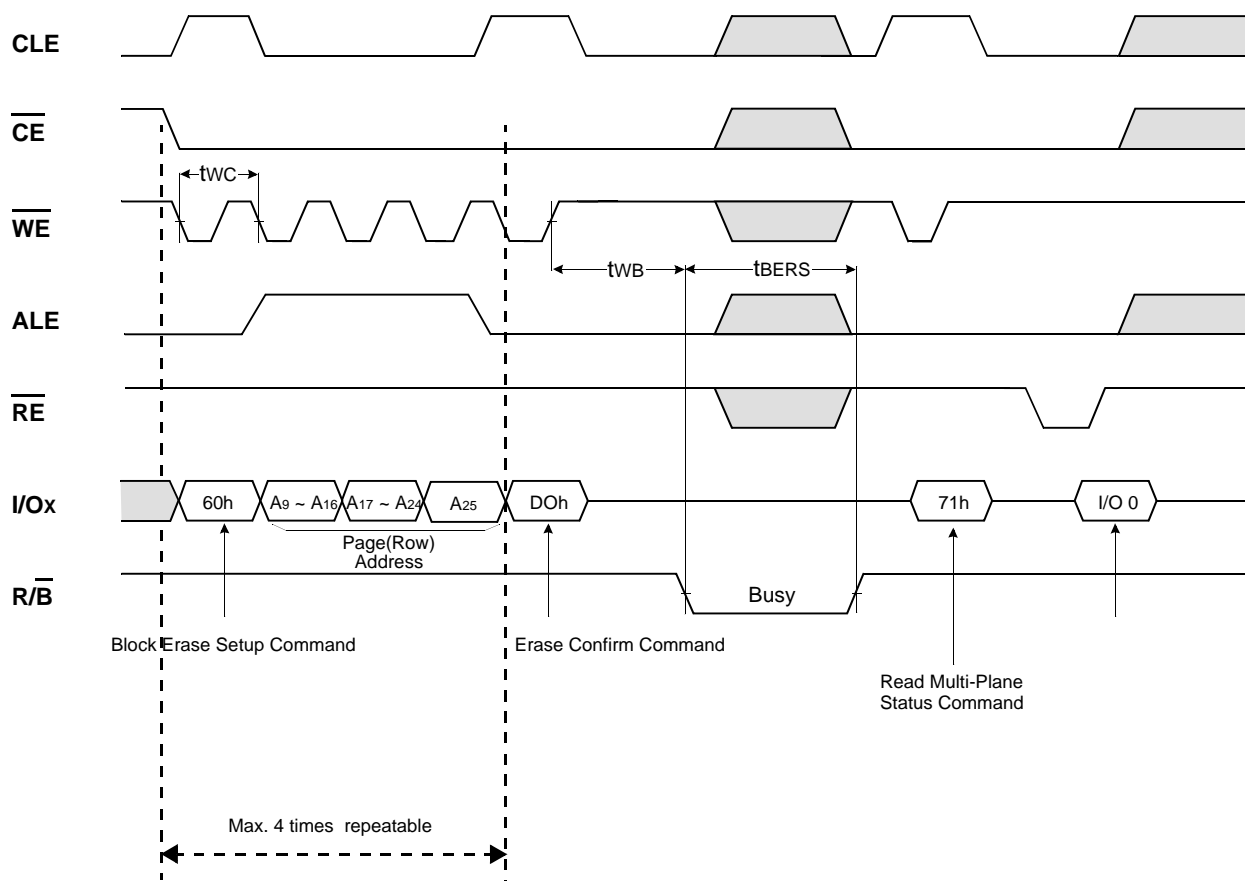 CLE
CE
tWC
WE
tWB
tBERS
ALE
RE
I/Ox
60h
A9 ~ A16
A17 ~ A24
A25
DOh
71h
I/O 0
Page(Row)
Address
R/B
Busy
Block Erase Setup Command
Erase Confirm Command
Read Multi-Plane
Status Command
Max. 4 times repeatable